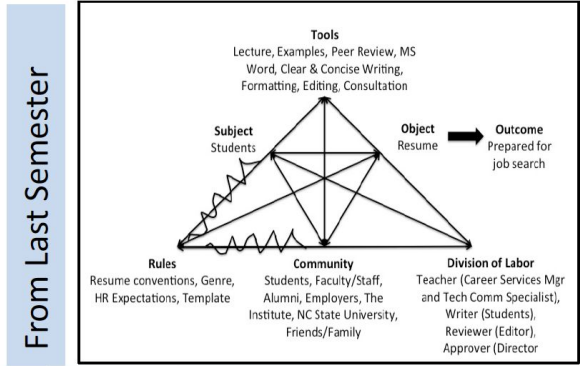 From Last Semester
Tools
Lecture, Examples, Peer Review, MS
Word, Clear & Concise Writing,
Formatting, Editing, Consultation
Subject
Students
Object
Resume
Outcome
Prepared for
job search
Rules
Resume conventions, Genre,
HR Expectations, Template
Community
Students, Faculty/Staff,
Alumni, Employers, The
Institute, NC State University,
Friends/Family
Division of Labor
Teacher (Career Services Mgr
and Tech Comm Specialist),
Writer (Students),
Reviewer (Editor),
Approver (Director